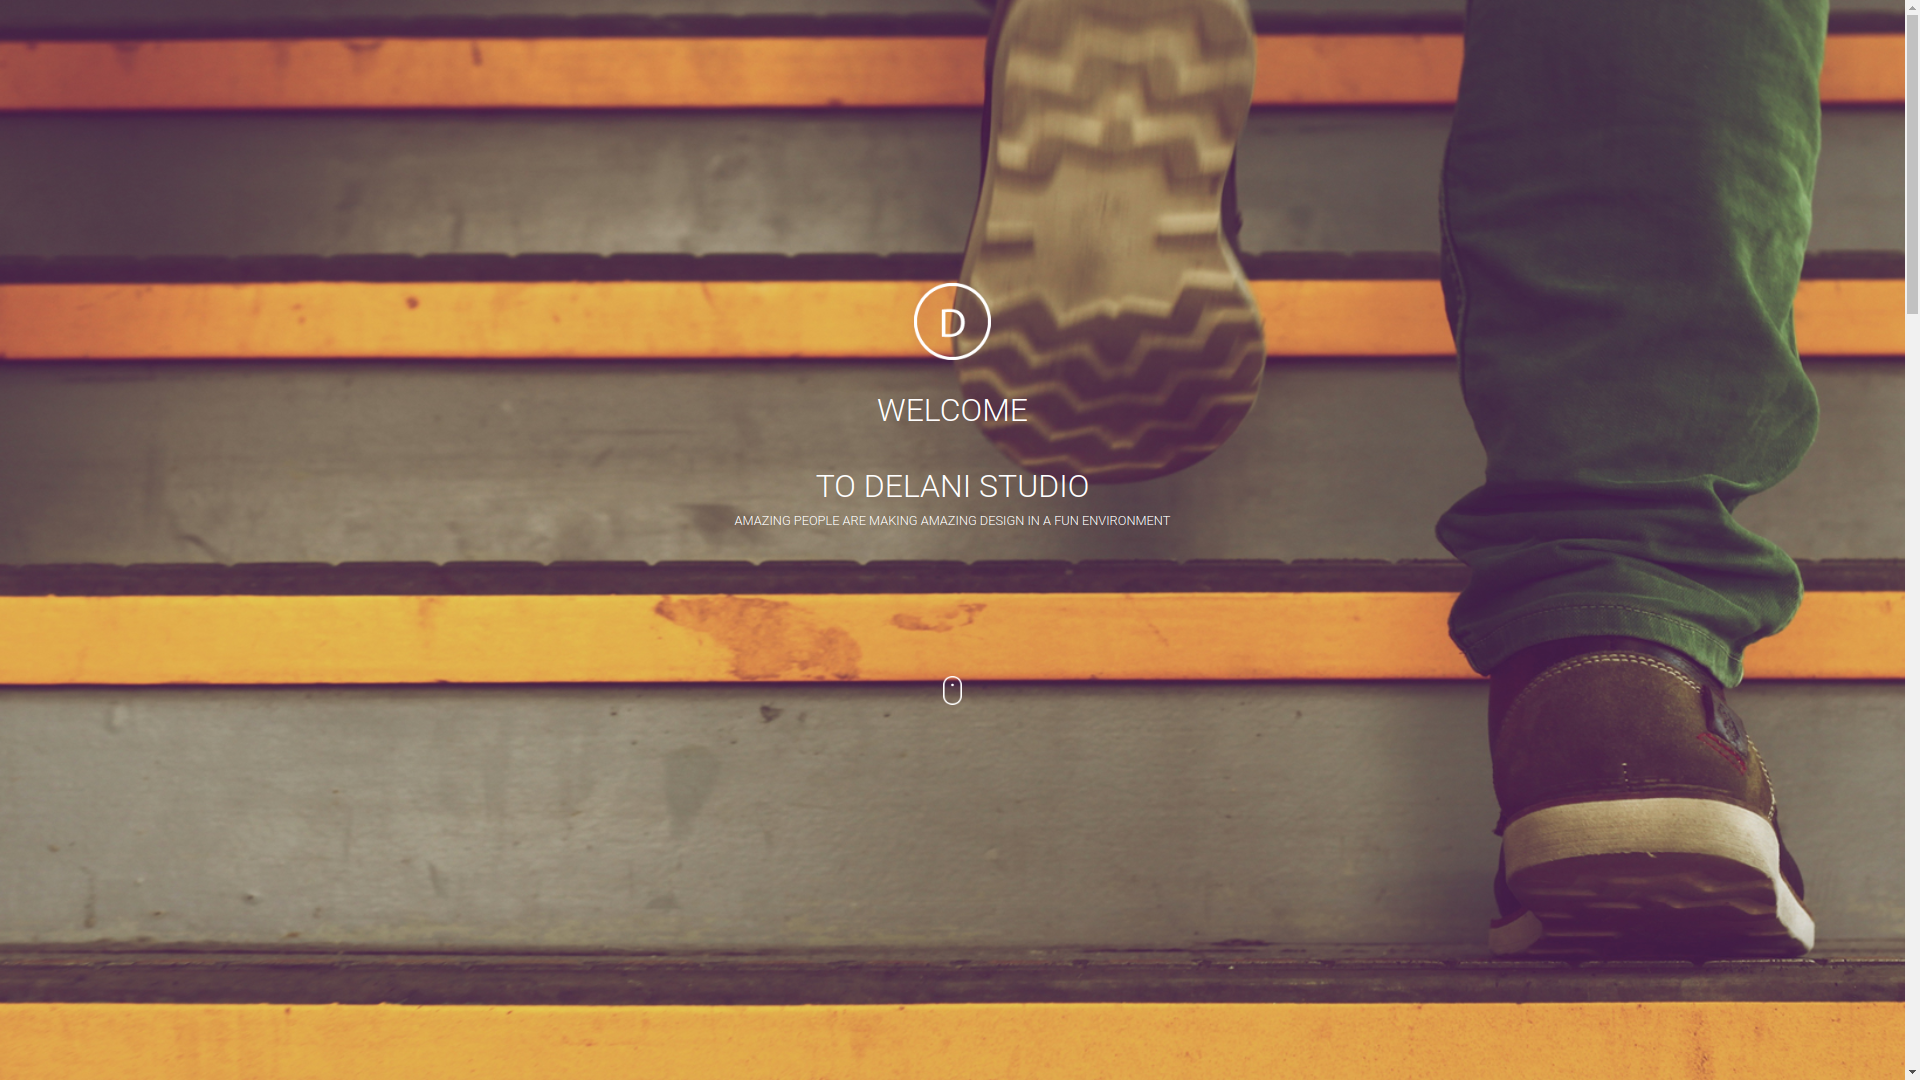 D
WELCOME
TO DELANI STUDIO
AMAZING PEOPLE ARE MAKING AMAZING DESIGN IN A FUN ENVIRONMENT